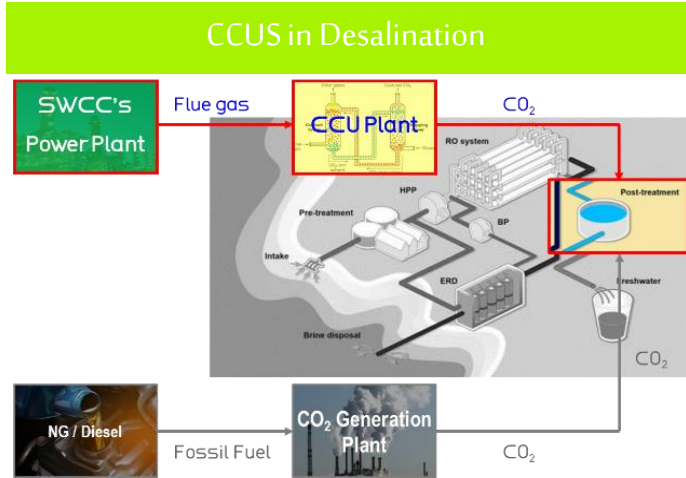 CCUS in Desalination
SWCC's
Power Plant
Flue gas
CCU Plant
CO₂
RO system
HPP
Post-treatment
Pre-treatment
BP
Intake
ERD
Freshwater
Brine disposal
CO₂
NG / Diesel
Fossil Fuel
CO₂ Generation
Plant
CO₂